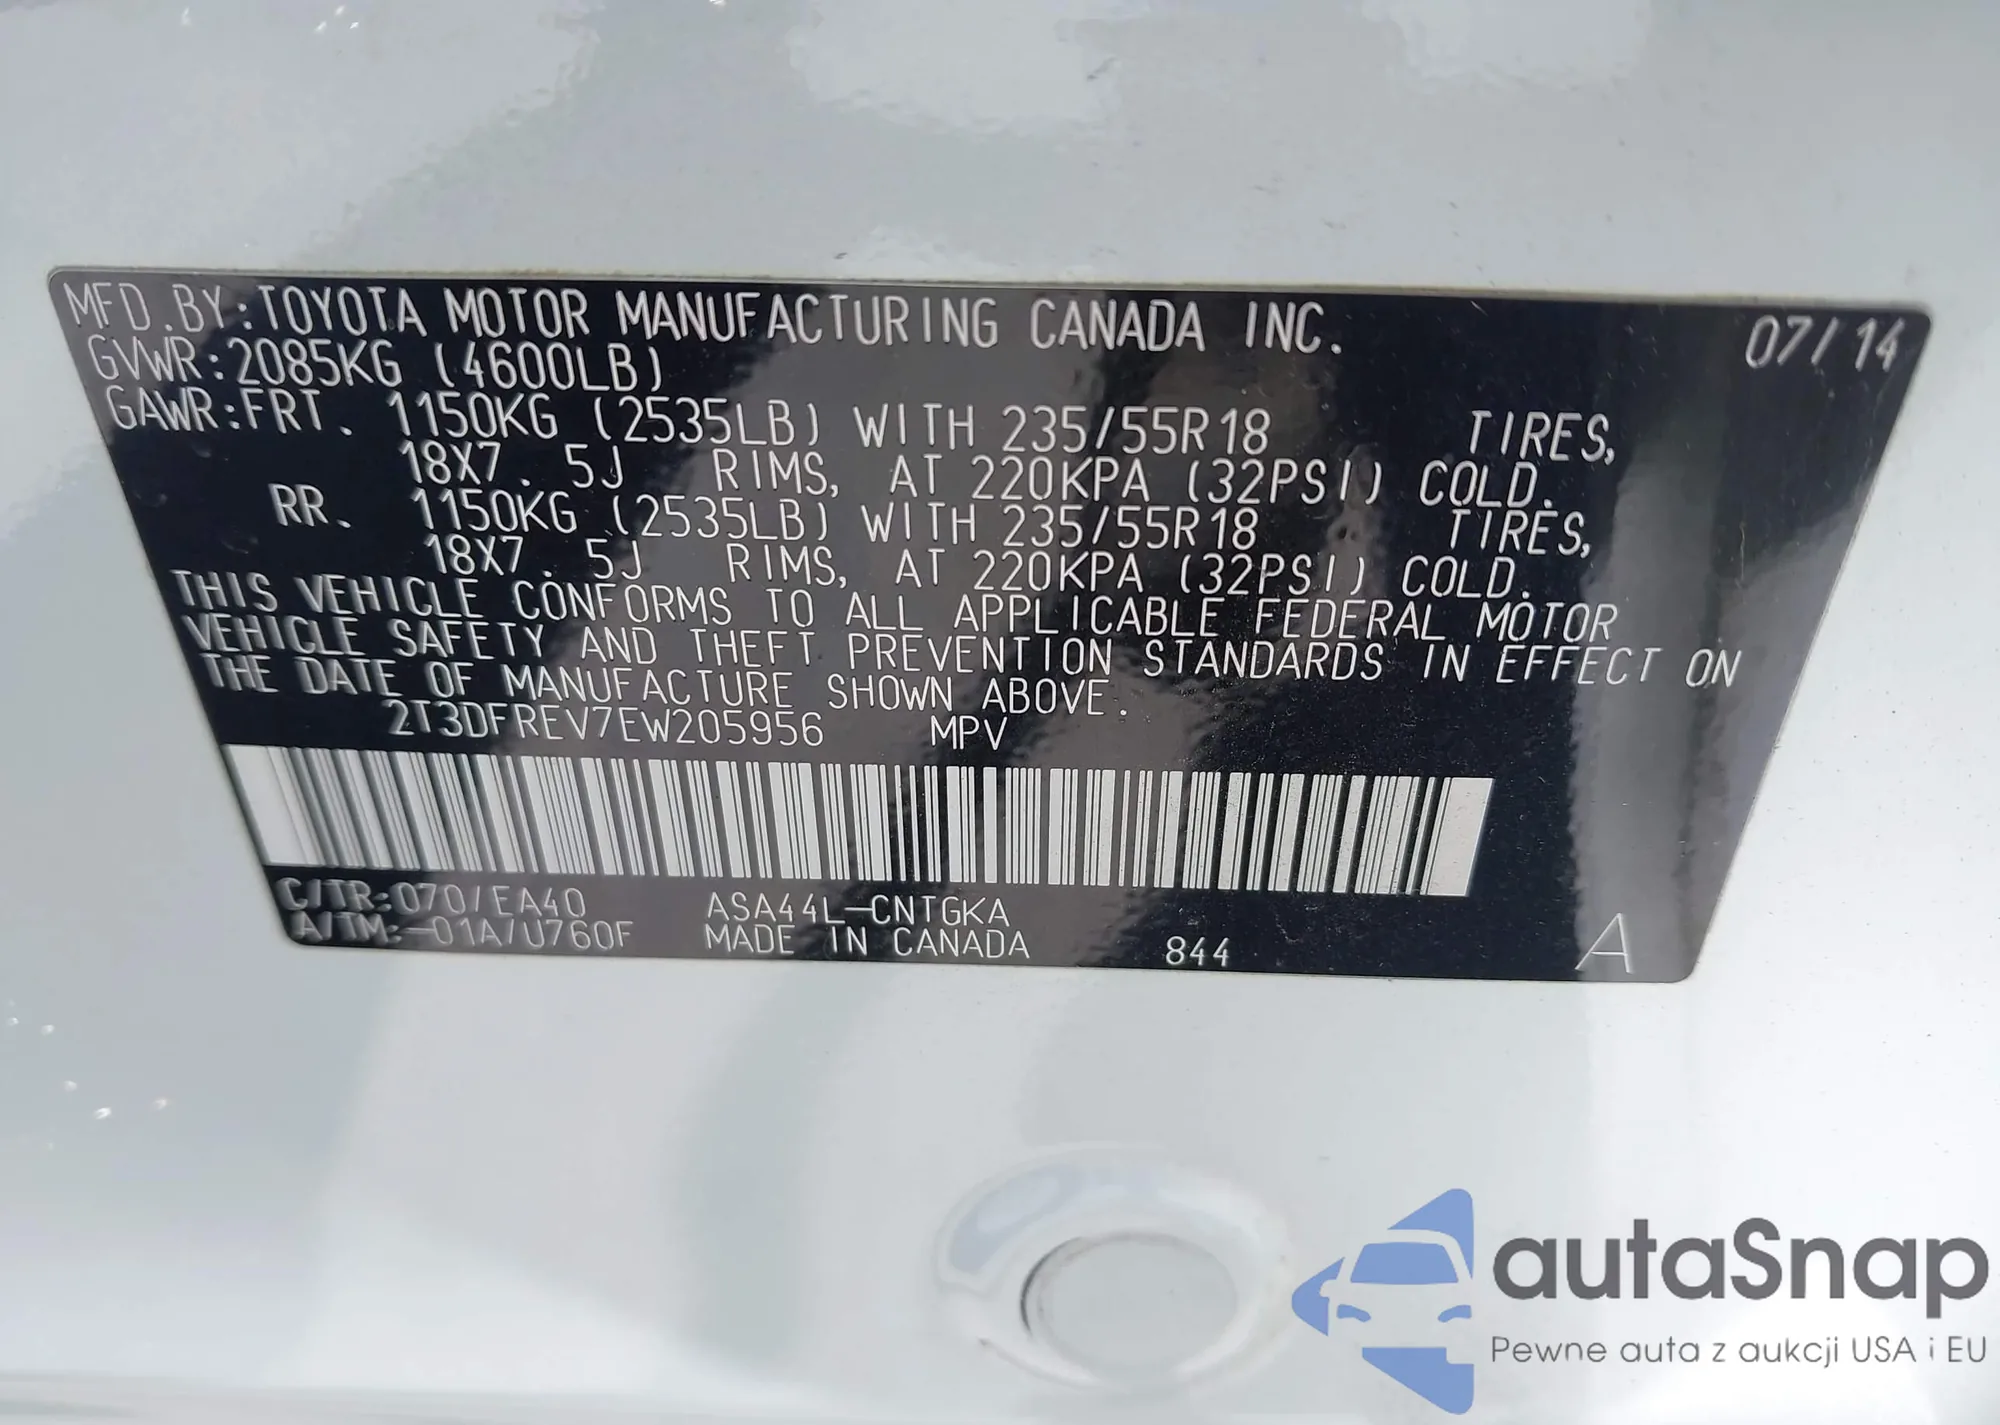 MFD.BY:TOYOTA MOTOR MANUFACTURING CANADA INC. 07/14
GVWR:2085KG (4600LB)
GAWR:FRT. 1150KG (2535LB) WITH 235/55R18 TIRES,
18X7.5J RIMS, AT 220KPA (32PSI) COLD.
RR. 1150KG (2535LB) WITH 235/55R18 TIRES,
18X7.5J RIMS, AT 220KPA (32PSI) COLD.
THIS VEHICLE CONFORMS TO ALL APPLICABLE FEDERAL MOTOR
VEHICLE SAFETY AND THEFT PREVENTION STANDARDS IN EFFECT ON
THE DATE OF MANUFACTURE SHOWN ABOVE.
2T3DFREV7EW205956 MPV
C/TR:070/EA40 ASA44L-CNTGKA
A/TM:-01A/U760F MADE IN CANADA 844 A
autaSnap
Pewne auta z aukcji USA i EU